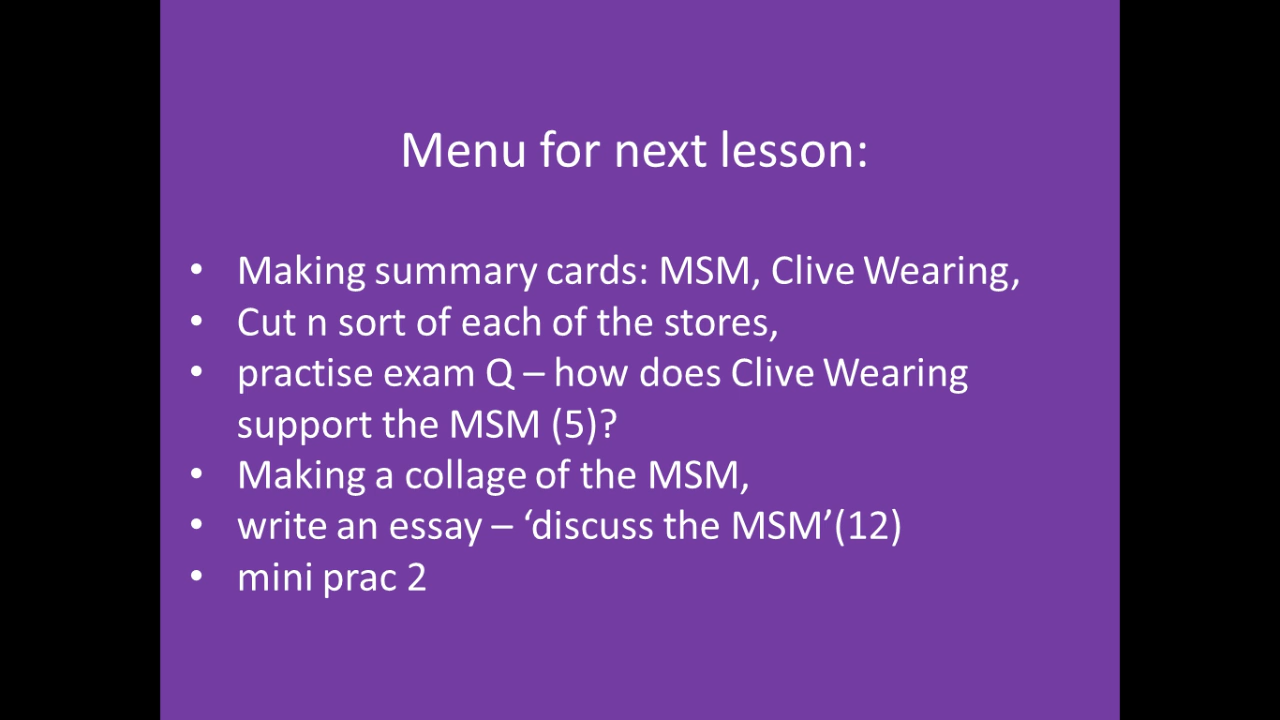 Menu for next lesson:
• Making summary cards: MSM, Clive Wearing,
• Cut n sort of each of the stores,
• practise exam Q – how does Clive Wearing
support the MSM (5)?
• Making a collage of the MSM,
• write an essay – ‘discuss the MSM’(12)
• mini prac 2